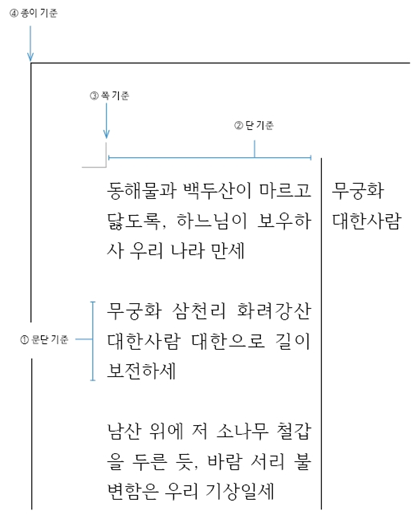 ④ 종이 기준
③ 쪽 기준
② 단 기준
동해물과 백두산이 마르고
닳도록, 하느님이 보우하
사 우리 나라 만세
무궁화 삼천리 화려강산
① 문단 기준
대한사람 대한으로 길이
보전하세
남산 위에 저 소나무 철갑
을 두른 듯, 바람 서리 불
변함은 우리 기상일세
무궁화
대한사람